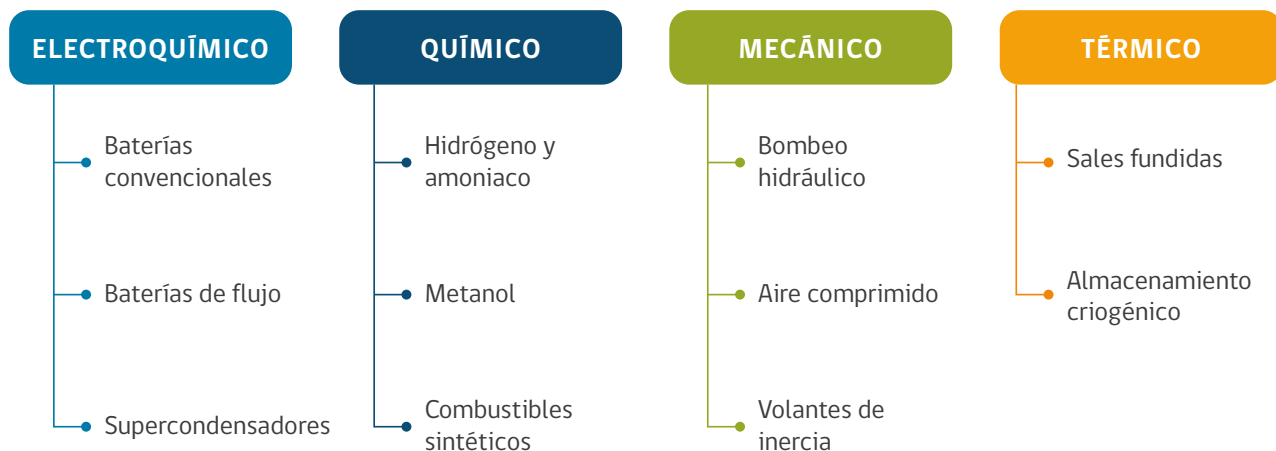 ELECTROQUÍMICO
Baterías
convencionales
Baterías de flujo
Supercondensadores
QUÍMICO
Hidrógeno y
amoniaco
Metanol
Combustibles
sintéticos
MECÁNICO
Bombeo
hidráulico
Aire comprimido
Volantes de
inercia
TÉRMICO
Sales fundidas
Almacenamiento
criogénico